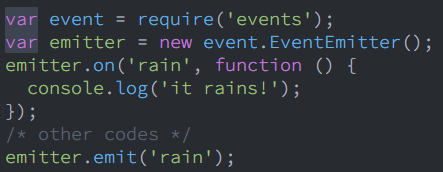 var event = require('events');
var emitter = new event.EventEmitter();
emitter.on('rain', function () {
  console.log('it rains!');
});
/* other codes */
emitter.emit('rain');